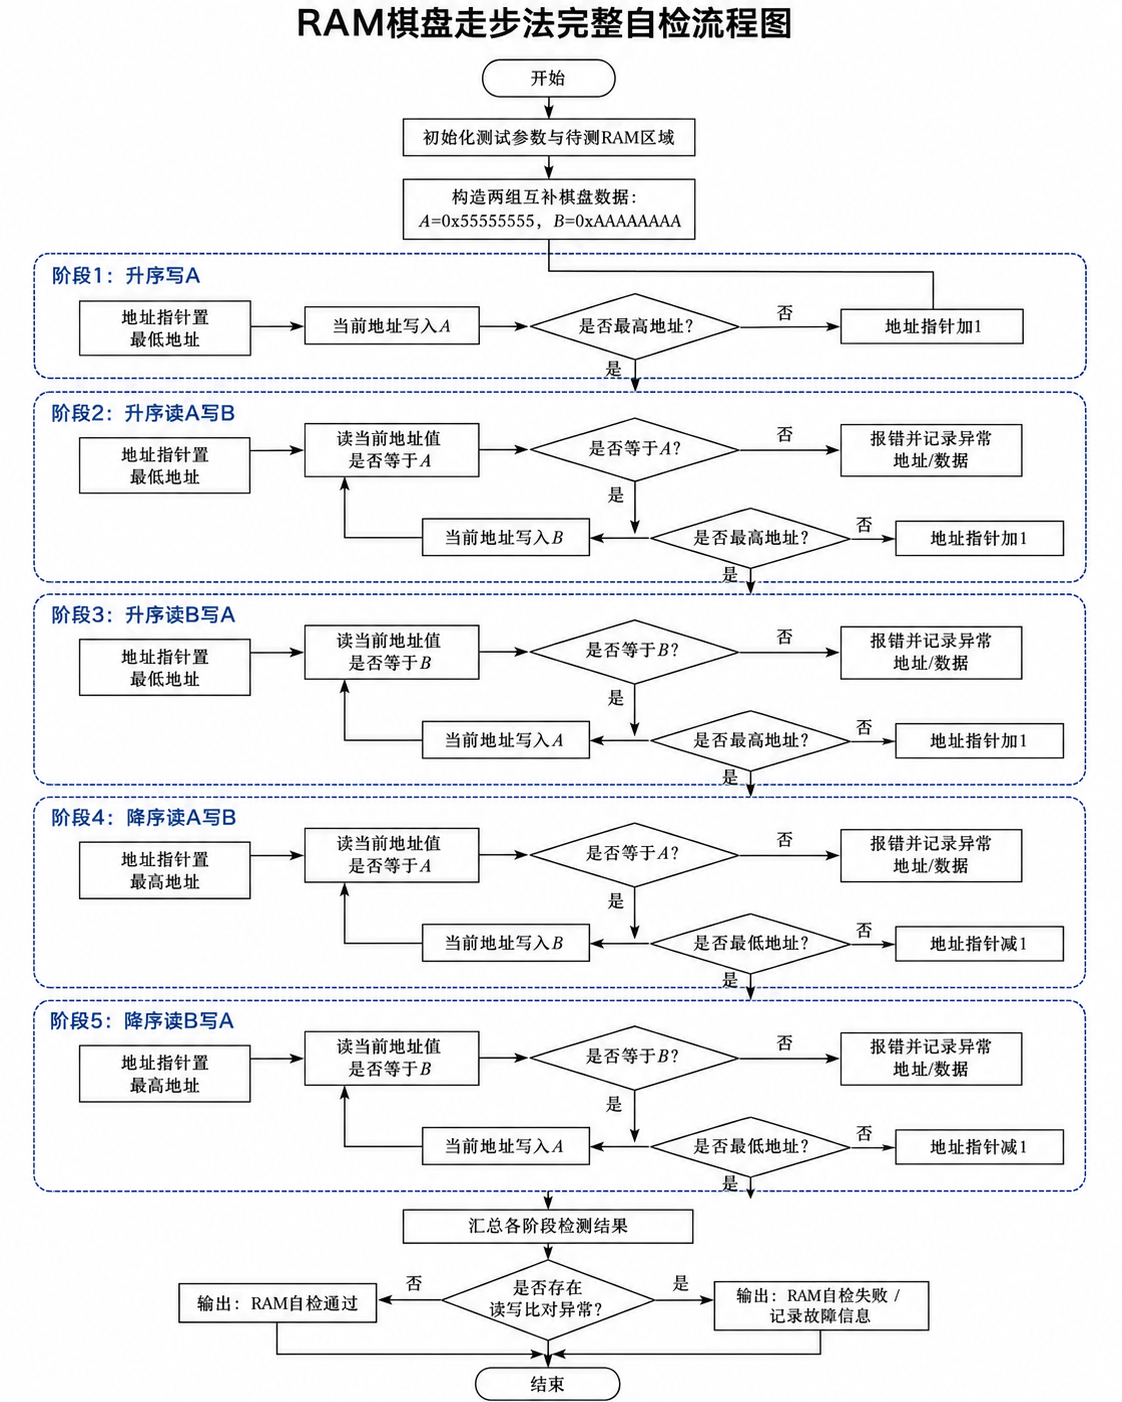 RAM棋盘走步法完整自检流程图
开始
初始化测试参数与待测RAM区域
构造两组互补棋盘数据：
A=0x55555555，B=0xAAAAAAAA
阶段1：升序写A
地址指针置
最低地址
当前地址写入A
是否最高地址？
否
地址指针加1
是
阶段2：升序读A写B
地址指针置
最低地址
读当前地址值
是否等于A
是否等于A？
否
报错并记录异常
地址/数据
是
当前地址写入B
是否最高地址？
否
地址指针加1
是
阶段3：升序读B写A
地址指针置
最低地址
读当前地址值
是否等于B
是否等于B？
否
报错并记录异常
地址/数据
是
当前地址写入A
是否最高地址？
否
地址指针加1
是
阶段4：降序读A写B
地址指针置
最高地址
读当前地址值
是否等于A
是否等于A？
否
报错并记录异常
地址/数据
是
当前地址写入B
是否最低地址？
否
地址指针减1
是
阶段5：降序读B写A
地址指针置
最高地址
读当前地址值
是否等于B
是否等于B？
否
报错并记录异常
地址/数据
是
当前地址写入A
是否最低地址？
否
地址指针减1
是
汇总各阶段检测结果
是否存在
读写比对异常？
否
输出：RAM自检通过
是
输出：RAM自检失败 /
记录故障信息
结束